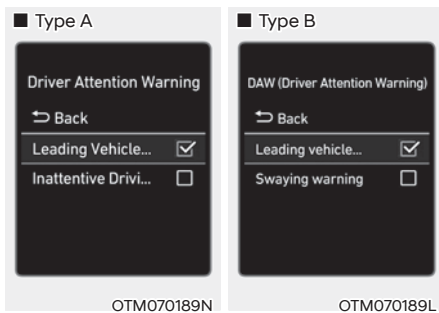 ■ Type A
Driver Attention Warning
Back
Leading Vehicle...
Inattentive Drivi...
OTM070189N
■ Type B
DAW (Driver Attention Warning)
Back
Leading vehicle...
Swaying warning
OTM070189L